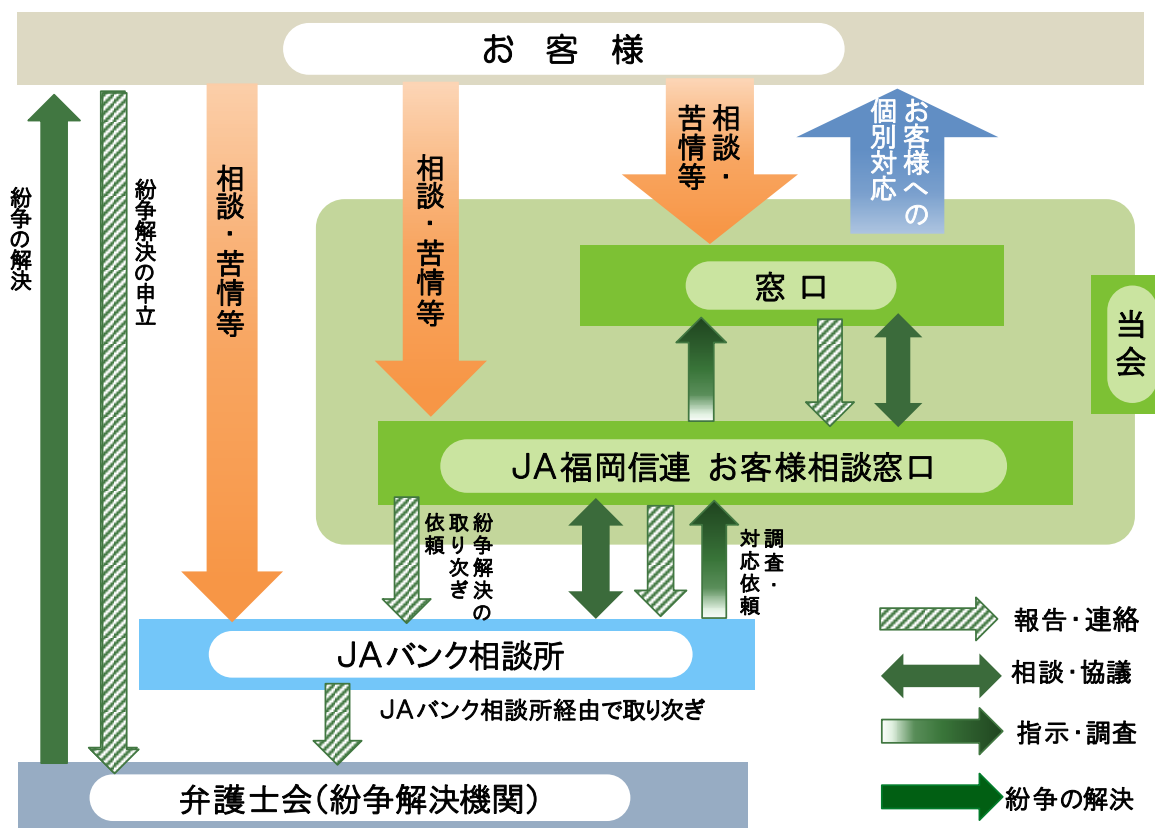 お客様
相談・
苦情等
お客様への
個別対応
相談・苦情等
相談・苦情等
紛争解決の申立
紛争の解決
窓口
当会
JA福岡信連 お客様相談窓口
紛争解決の
取り次ぎ
依頼
調査・
対応依頼
JAバンク相談所
JAバンク相談所経由で取り次ぎ
弁護士会(紛争解決機関)
報告・連絡
相談・協議
指示・調査
紛争の解決